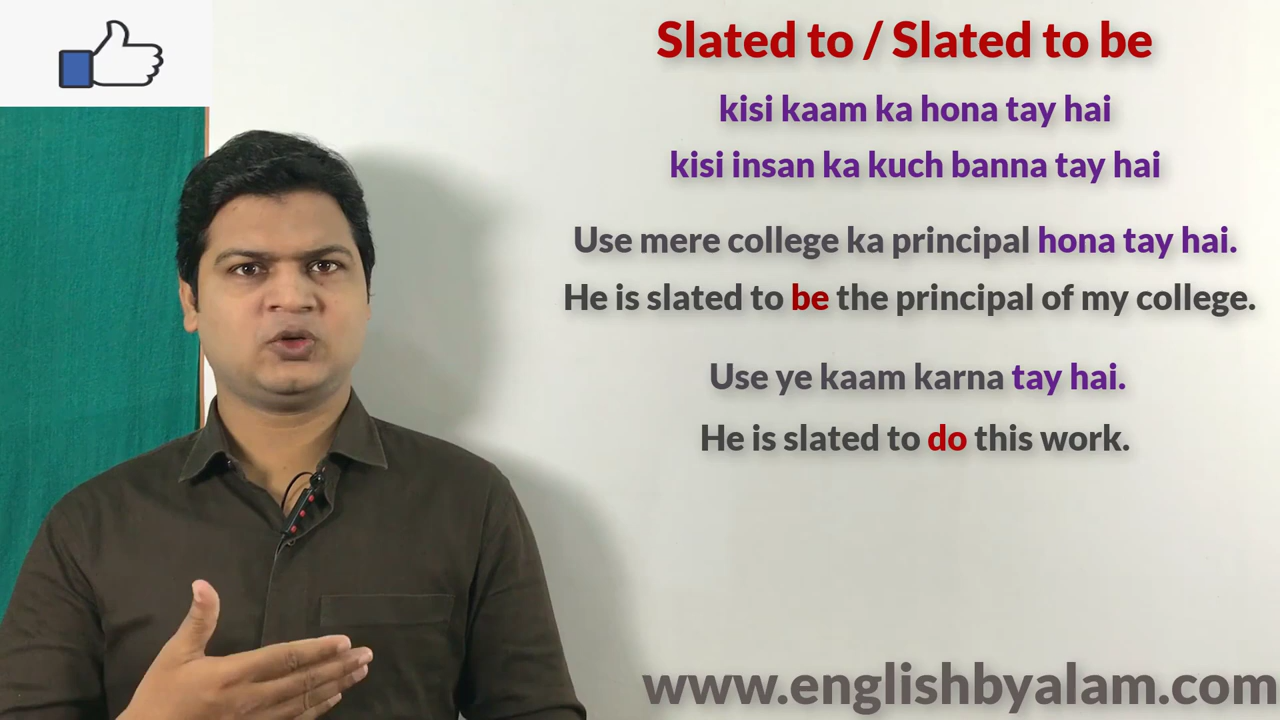 Slated to / Slated to be
kisi kaam ka hona tay hai
kisi insan ka kuch banna tay hai
Use mere college ka principal hona tay hai.
He is slated to be the principal of my college.
Use ye kaam karna tay hai.
He is slated to do this work.
www.englishbyalam.com